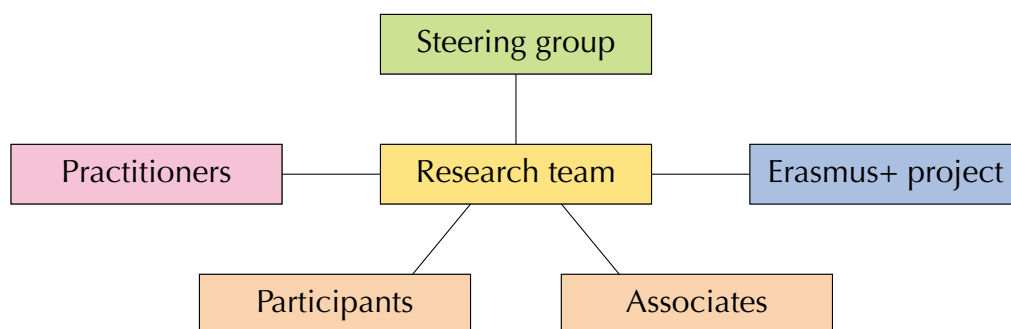 Steering group
Practitioners
Research team
Erasmus+ project
Participants
Associates